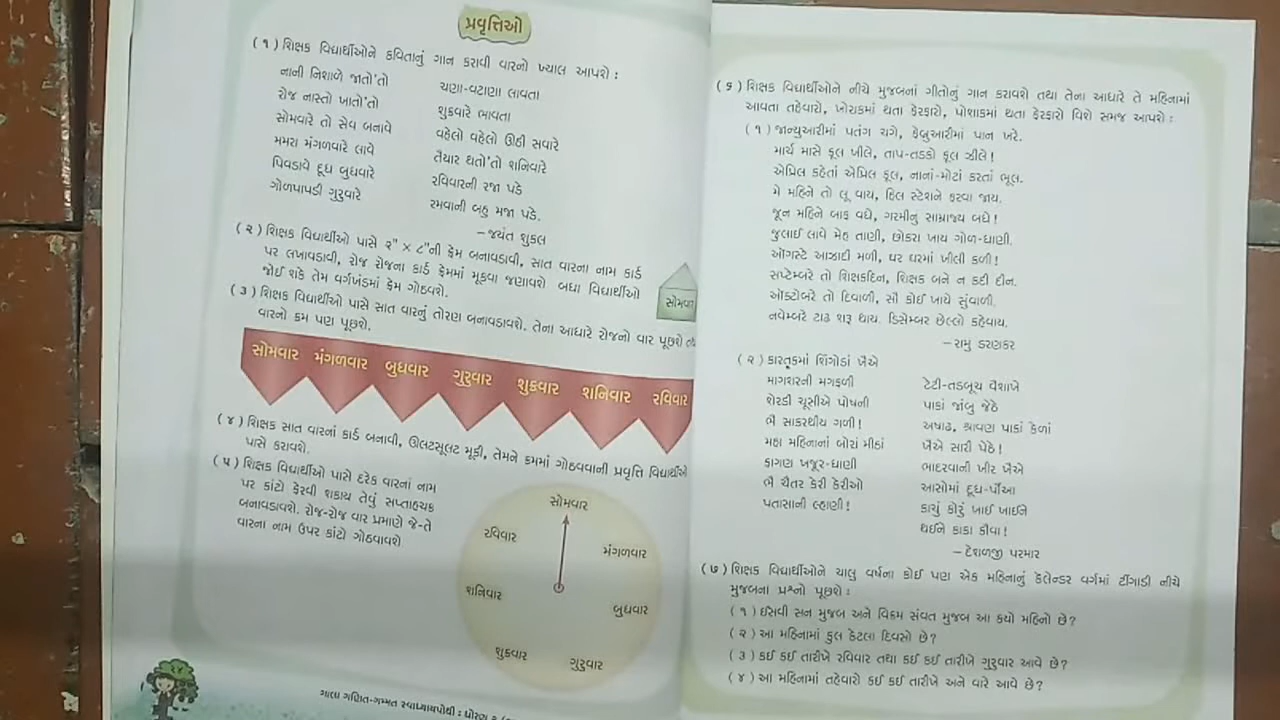 પ્રવૃત્તિઓ
(૧) શિક્ષક વિદ્યાર્થીઓને કવિતાનું ગાન કરાવી વારનો ખ્યાલ આપશે :
નાની નિશાળે જાતો'તો
રોજ નાસ્તો ખાતો'તો
સોમવારે તો સેવ બનાવે
મમરા મંગળવારે લાવે
પિવડાવે દૂધ બુધવારે
ગોળપાપડી ગુરુવારે
ચણા-વટાણા લાવતા
શુક્રવારે ભાવતા
વહેલો વહેલો ઊઠી સવારે
તૈયાર થતો'તો શનિવારે
રવિવારની રજા પડે
રમવાની બહુ મજા પડે.
– જયંત શુક્લ
(૨) શિક્ષક વિદ્યાર્થીઓ પાસે ૨" × ૮"ની ફ્રેમ બનાવડાવી, સાત વારના નામ કાર્ડ
પર લખાવડાવી, રોજ રોજના કાર્ડ ફ્રેમમાં મૂકવા જણાવશે બધા વિદ્યાર્થીઓ
જોઈ શકે તેમ વર્ગખંડમાં ફ્રેમ ગોઠવશે.
સોમવા
(૩) શિક્ષક વિદ્યાર્થીઓ પાસે સાત વારનું તોરણ બનાવડાવશે. તેના આધારે રોજનો વાર પૂછશે
વારનો ક્રમ પણ પૂછશે.
સોમવાર મંગળવાર બુધવાર ગુરુવાર શુક્રવાર શનિવાર રવિવાર
(૪) શિક્ષક સાત વારનાં કાર્ડ બનાવી, ઊલટસૂલટ મૂકી, તેમને ક્રમમાં ગોઠવવાની પ્રવૃત્તિ વિદ્યાર્થીઓ
પાસે કરાવશે.
(૫) શિક્ષક વિદ્યાર્થીઓ પાસે દરેક વારનાં નામ
પર કાંટો ફેરવી શકાય તેવું સપ્તાહચક્ર
બનાવડાવશે. રોજ-રોજ વાર પ્રમાણે જે-તે
વારના નામ ઉપર કાંટો ગોઠવાવશે
સોમવાર
મંગળવાર
બુધવાર
ગુરુવાર
શુક્રવાર
શનિવાર
રવિવાર
ગાલા ગણિત-ગમ્મત સ્વાધ્યાયપોથી : ધોરણ
(૬) શિક્ષક વિદ્યાર્થીઓને નીચે મુજબનાં ગીતોનું ગાન કરાવશે તથા તેના આધારે તે મહિનામાં
આવતા તહેવારો, ખોરાકમાં થતા ફેરફારો, પોશાકમાં થતા ફેરફારો વિશે સમજ આપશે :
(૧) જાન્યુઆરીમાં પતંગ ચગે, ફેબ્રુઆરીમાં પાન ખરે.
માર્ચ માસે ફૂલ ખીલે, તાપ-તડકો ફૂલ ઝીલે!
એપ્રિલ કહેતાં એપ્રિલ ફૂલ, નાનાં-મોટાં કરતાં ભૂલ.
મે મહિને તો લૂ વાય, હિલ સ્ટેશને ફરવા જાય.
જૂન મહિને બાફ વધે, ગરમીનું સામ્રાજ્ય બધે!
જુલાઈ લાવે મેહ તાણી, છોકરા ખાય ગોળ-ધાણી.
ઑગસ્ટે આઝાદી મળી, ઘર ઘરમાં ખીલી કળી!
સપ્ટેમ્બરે તો શિક્ષકદિન, શિક્ષક બને ન કદી દીન.
ઑક્ટોબરે તો દિવાળી, સૌ કોઈ ખાયે સુંવાળી.
નવેમ્બરે ટાઢ શરૂ થાય. ડિસેમ્બર છેલ્લો કહેવાય.
– રામુ ડરણકર
(૨) કારતૂકમાં શિંગોડાં ખૈએ
માગશરની મગફળી
શેરડી ચૂસીએ પોષની
ભૈ સાકરથીય ગળી!
મહા મહિનાનાં બોરાં મીઠાં
ફાગણ ખજૂર-ધાણી
ભૈ ચૈતર કેરી કેરીઓ
પતાસાની લ્હાણી!
ટેટી-તડબૂચ વૈશાખે
પાકાં જાંબુ જેઠે
અષાઢ, શ્રાવણ પાકાં કેળાં
ખૈએ સારી પેઠે!
ભાદરવાની ખીર ખૈએ
આસોમાં દૂધ-પૌંઆ
કાચું કોરું ખાઈ ખાઈને
થઈને કાકા કૌવા!
– દેશળજી પરમાર
(૭) શિક્ષક વિદ્યાર્થીઓને ચાલુ વર્ષના કોઈ પણ એક મહિનાનું કૅલેન્ડર વર્ગમાં ટીંગાડી નીચે
મુજબના પ્રશ્નો પૂછશે :
(૧) ઇસવી સન મુજબ અને વિક્રમ સંવત મુજબ આ કયો મહિનો છે?
(૨) આ મહિનામાં કુલ કેટલા દિવસો છે?
(૩) કઈ કઈ તારીખે રવિવાર તથા કઈ કઈ તારીખે ગુરુવાર આવે છે?
(૪) આ મહિનામાં તહેવારો કઈ કઈ તારીખે અને વારે આવે છે?